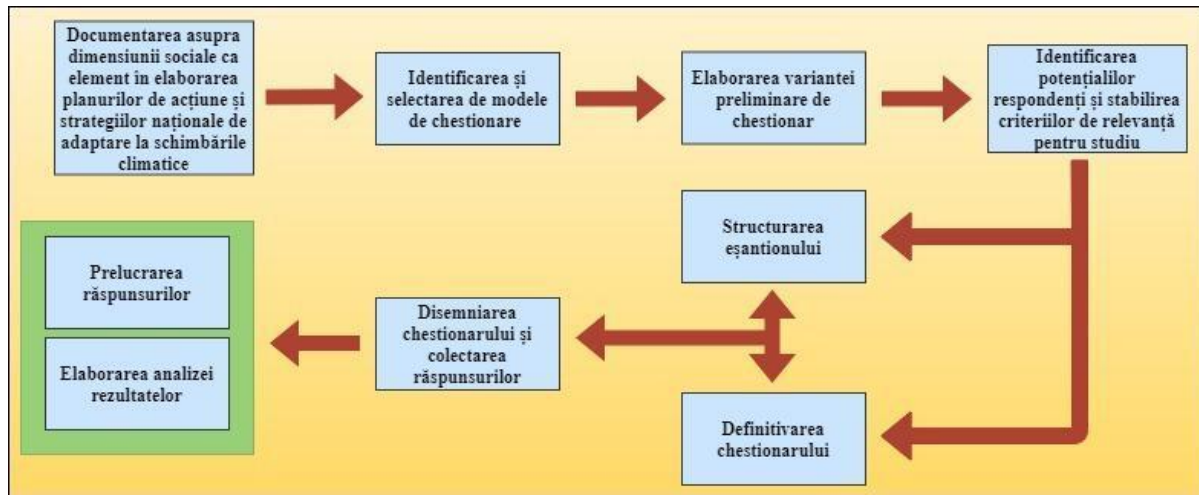 Documentarea asupra
dimensiunii sociale ca
element în elaborarea
planurilor de acțiune și
strategiilor naționale de
adaptare la schimbările
climatice
Identificarea și
selectarea de modele
de chestionare
Elaborarea variantei
preliminare de
chestionar
Identificarea
potențialilor
respondenți și stabilirea
criteriilor de relevanță
pentru studiu
Structurarea
eșantionului
Definitivarea
chestionarului
Disemniarea
chestionarului și
colectarea
răspunsurilor
Prelucrarea
răspunsurilor
Elaborarea analizei
rezultatelor